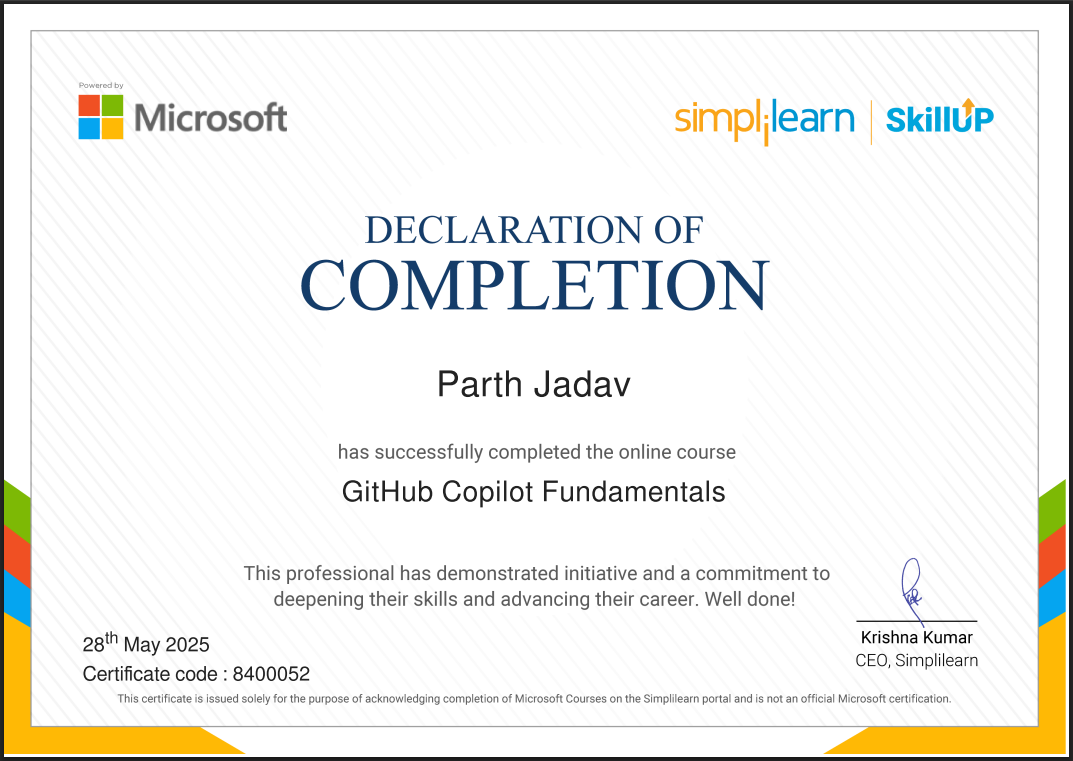 Powered by
Microsoft
simplilearn | SkillUP
DECLARATION OF
COMPLETION
Parth Jadav
has successfully completed the online course
GitHub Copilot Fundamentals
This professional has demonstrated initiative and a commitment to
deepening their skills and advancing their career. Well done!
28th May 2025
Certificate code : 8400052
Krishna Kumar
CEO, Simplilearn
This certificate is issued solely for the purpose of acknowledging completion of Microsoft Courses on the Simplilearn portal and is not an official Microsoft certification.